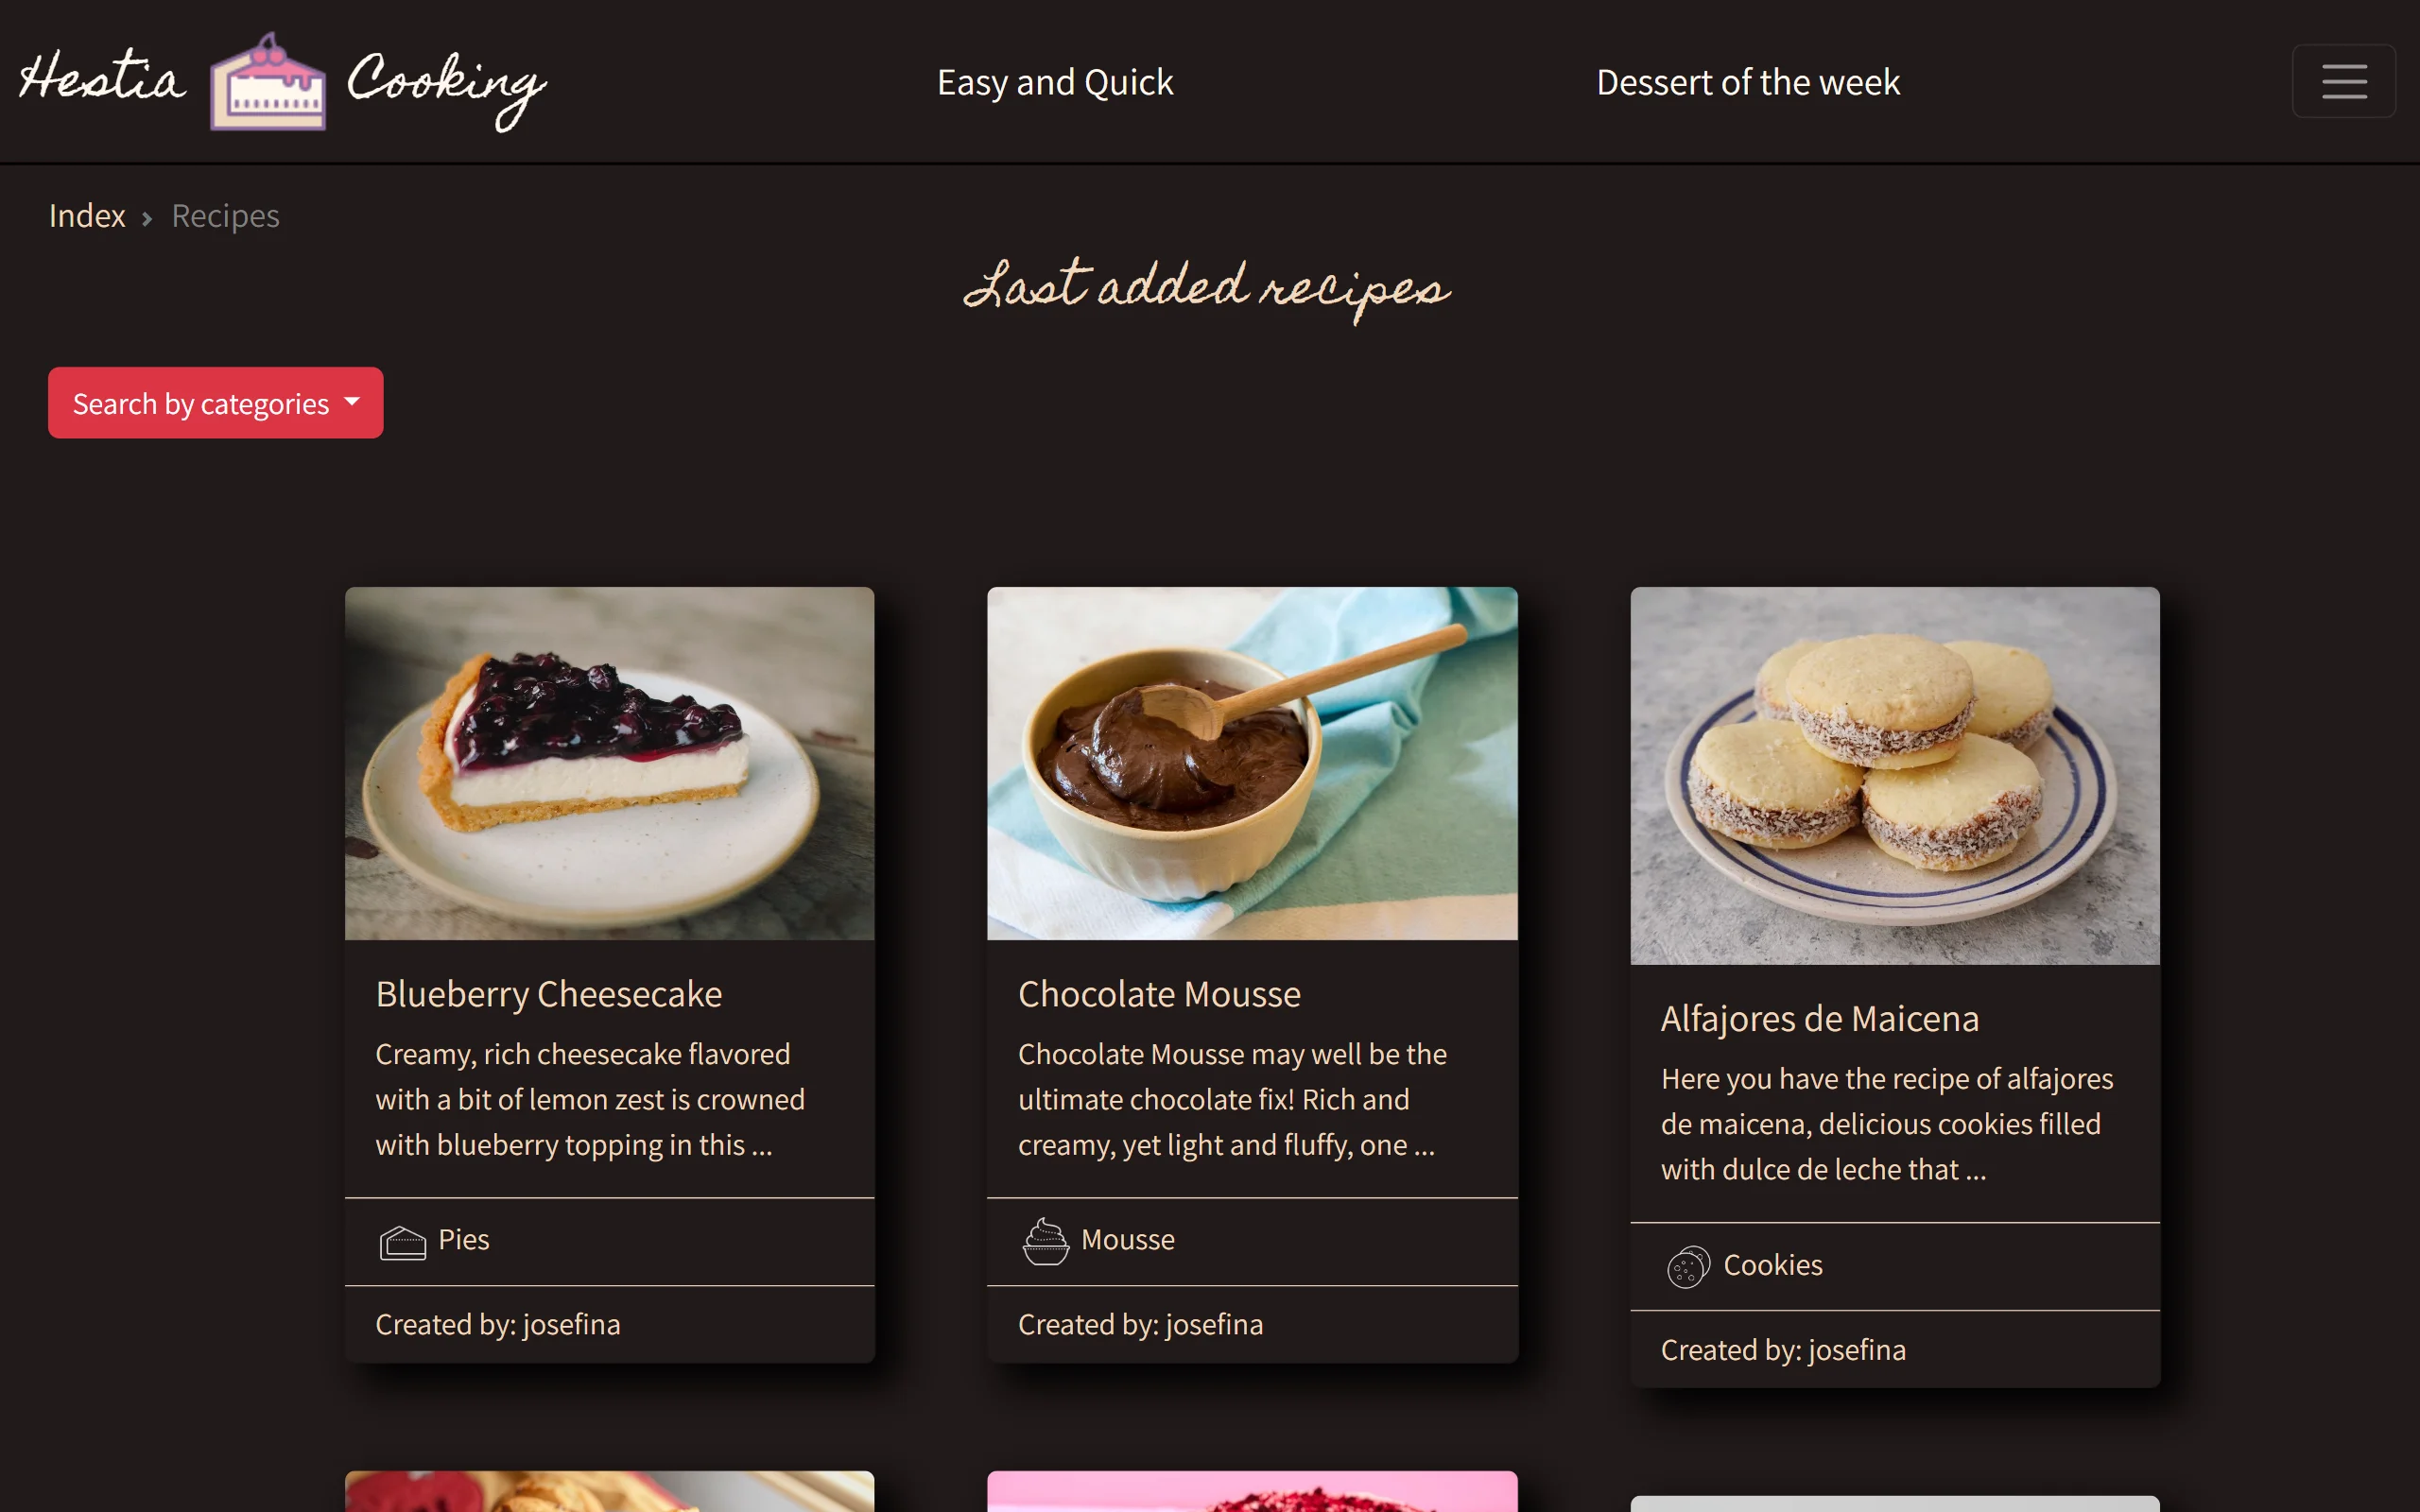 Hestia Cooking
Easy and Quick
Dessert of the week
Index › Recipes
Last added recipes
Search by categories
Blueberry Cheesecake
Creamy, rich cheesecake flavored
with a bit of lemon zest is crowned
with blueberry topping in this ...
Pies
Created by: josefina
Chocolate Mousse
Chocolate Mousse may well be the
ultimate chocolate fix! Rich and
creamy, yet light and fluffy, one ...
Mousse
Created by: josefina
Alfajores de Maicena
Here you have the recipe of alfajores
de maicena, delicious cookies filled
with dulce de leche that ...
Cookies
Created by: josefina